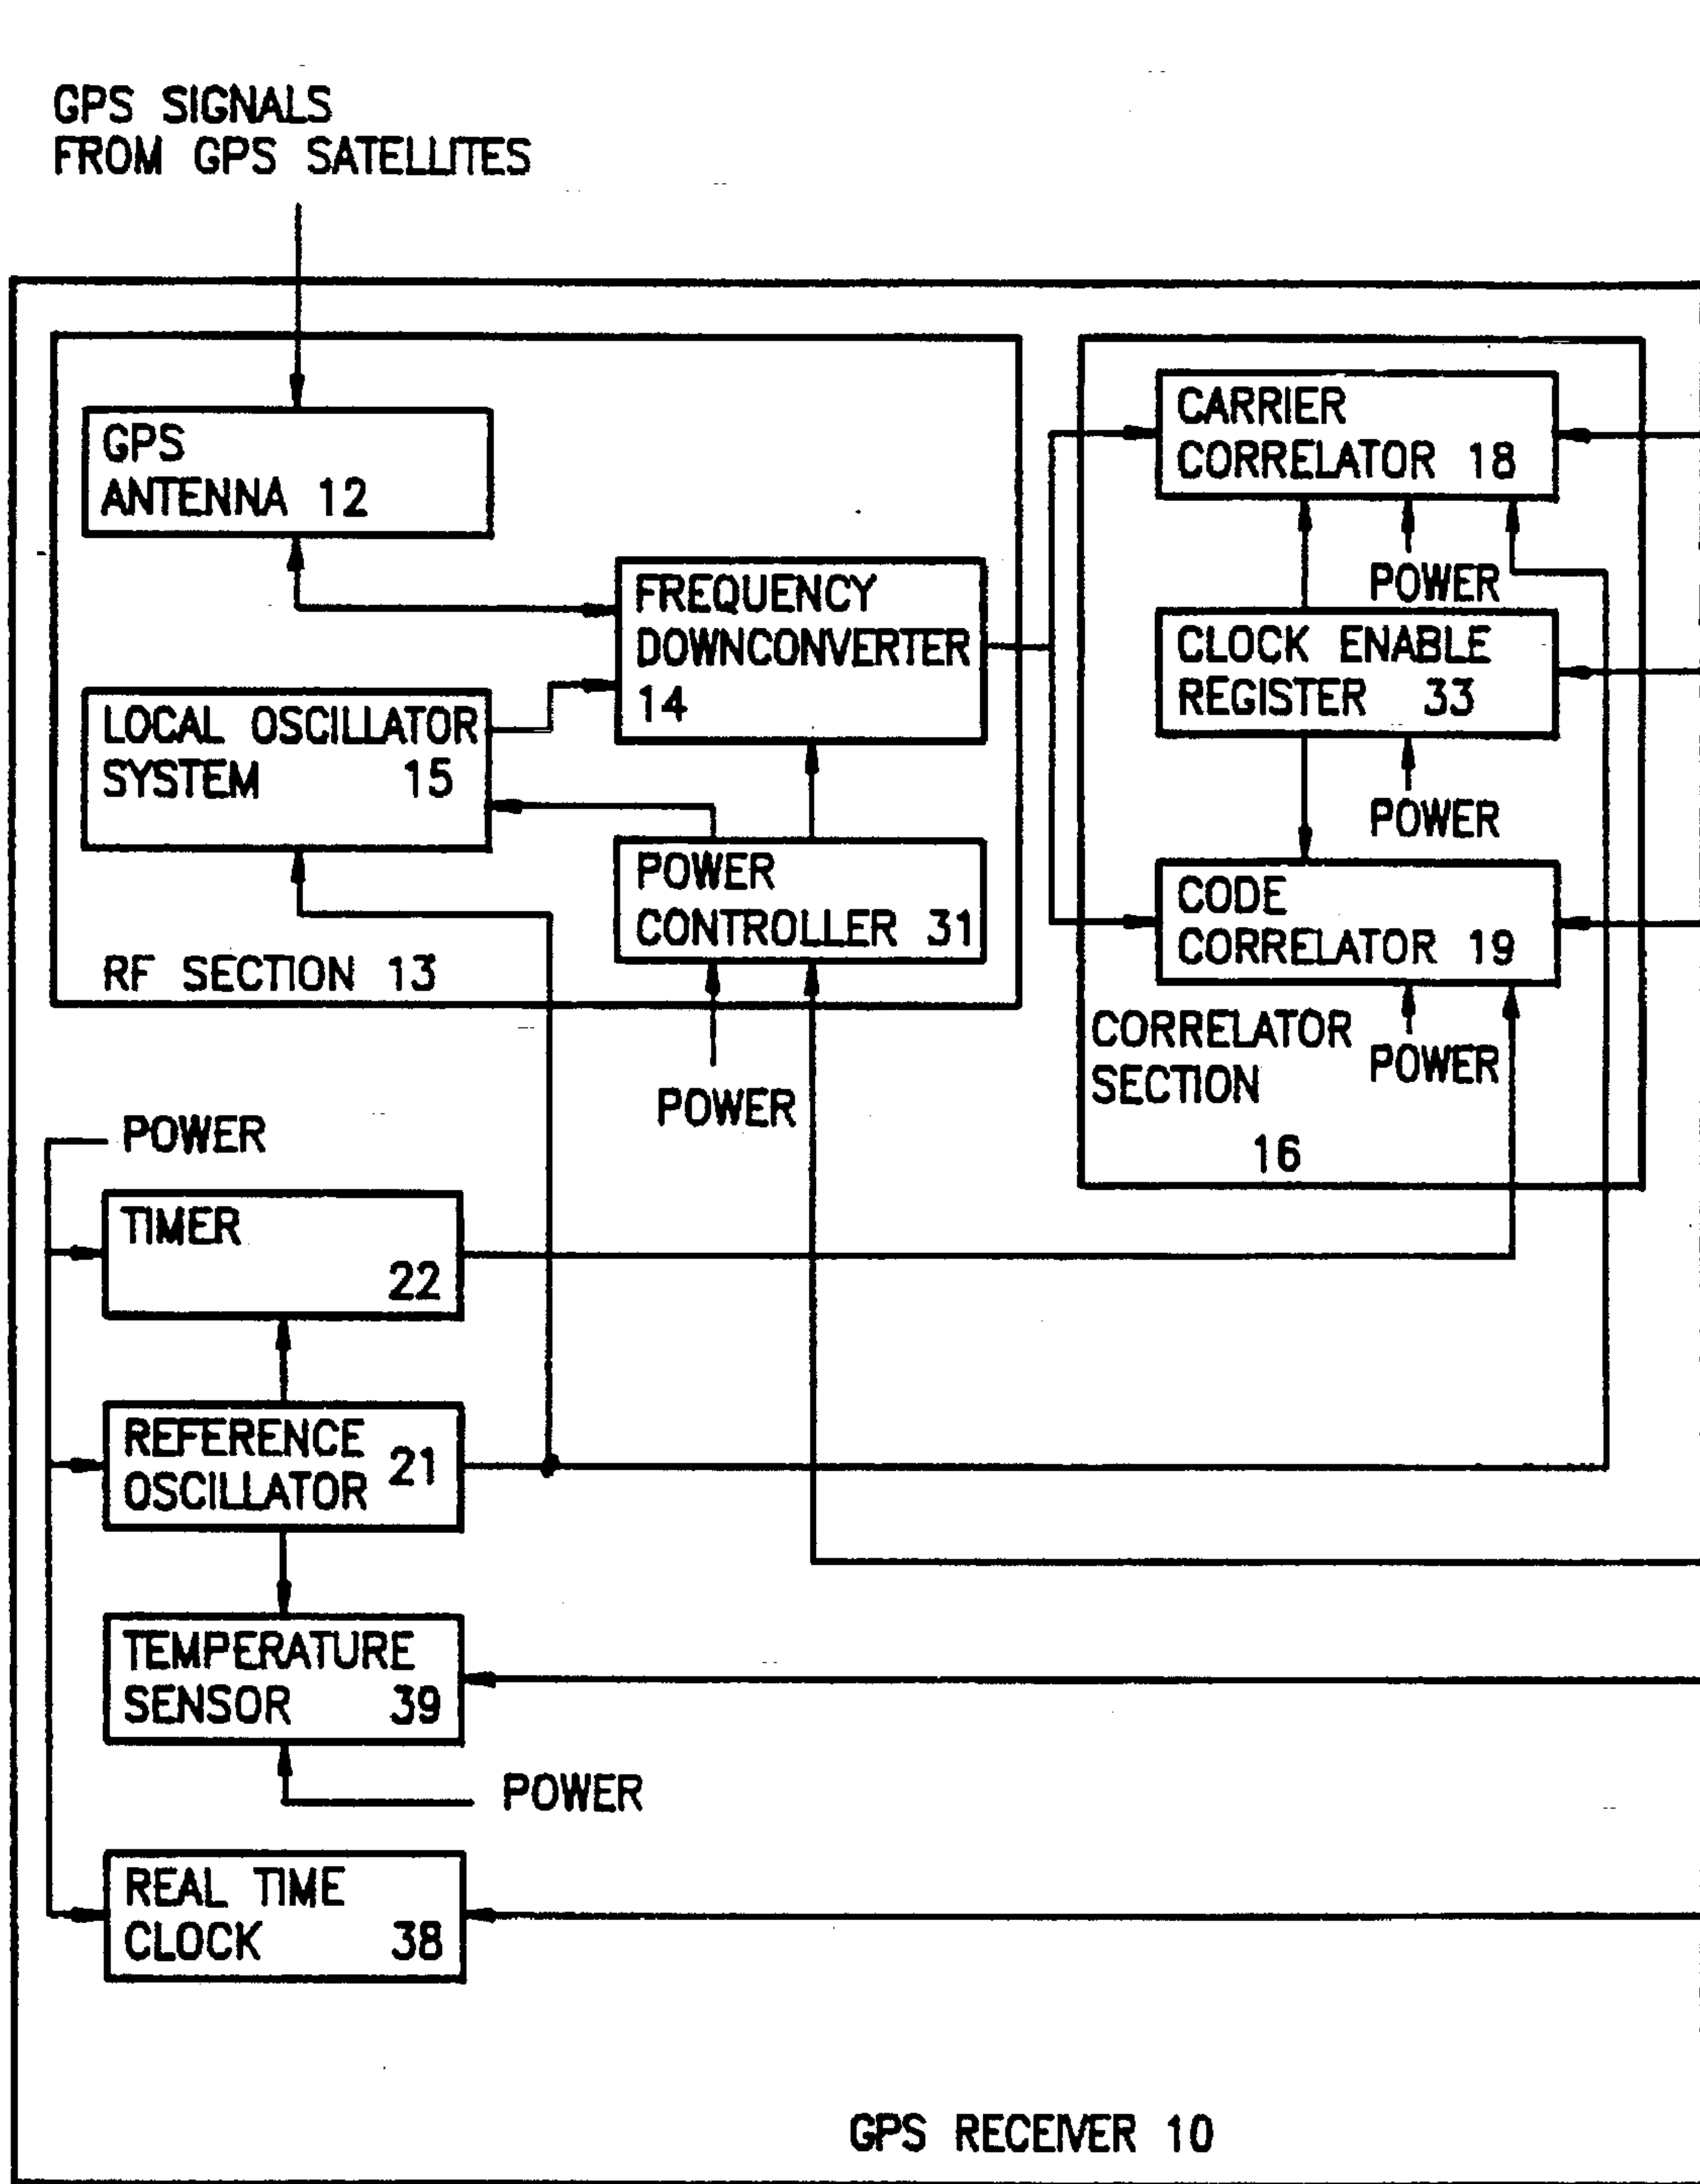 GPS SIGNALS
FROM GPS SATELLITES
GPS
ANTENNA 12
FREQUENCY
DOWNCONVERTER
14
LOCAL OSCILLATOR
SYSTEM 15
POWER
CONTROLLER 31
RF SECTION 13
POWER
CARRIER
CORRELATOR 18
POWER
CLOCK ENABLE
REGISTER 33
POWER
CODE
CORRELATOR 19
POWER
CORRELATOR
SECTION
16
POWER
TIMER
22
REFERENCE
OSCILLATOR 21
TEMPERATURE
SENSOR 39
POWER
REAL TIME
CLOCK 38
GPS RECEIVER 10